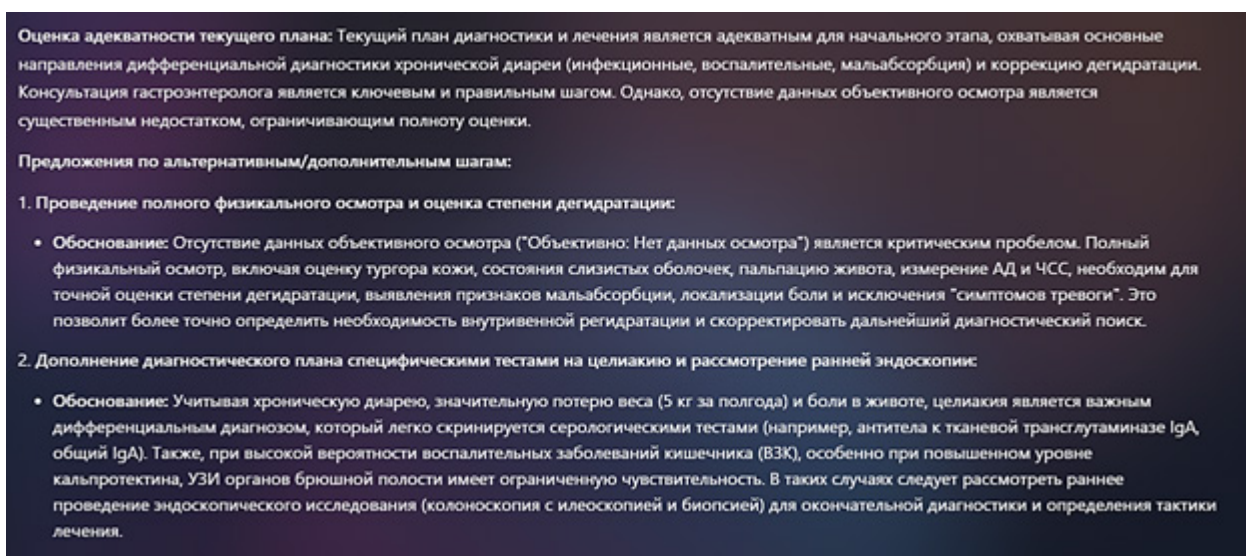 Оценка адекватности текущего плана: Текущий план диагностики и лечения является адекватным для начального этапа, охватывая основные
направления дифференциальной диагностики хронической диареи (инфекционные, воспалительные, мальабсорбция) и коррекцию дегидратации.
Консультация гастроэнтеролога является ключевым и правильным шагом. Однако, отсутствие данных объективного осмотра является
существенным недостатком, ограничивающим полноту оценки.
Предложения по альтернативным/дополнительным шагам:
1. Проведение полного физикального осмотра и оценка степени дегидратации:
• Обоснование: Отсутствие данных объективного осмотра ("Объективно: Нет данных осмотра") является критическим пробелом. Полный
физикальный осмотр, включая оценку тургора кожи, состояния слизистых оболочек, пальпацию живота, измерение АД и ЧСС, необходим для
точной оценки степени дегидратации, выявления признаков мальабсорбции, локализации боли и исключения "симптомов тревоги". Это
позволит более точно определить необходимость внутривенной регидратации и скорректировать дальнейший диагностический поиск.
2. Дополнение диагностического плана специфическими тестами на целиакию и рассмотрение ранней эндоскопии:
• Обоснование: Учитывая хроническую диарею, значительную потерю веса (5 кг за полгода) и боли в животе, целиакия является важным
дифференциальным диагнозом, который легко скринируется серологическими тестами (например, антитела к тканевой трансглутаминазе IgA,
общий IgA). Также, при высокой вероятности воспалительных заболеваний кишечника (ВЗК), особенно при повышенном уровне
кальпротектина, УЗИ органов брюшной полости имеет ограниченную чувствительность. В таких случаях следует рассмотреть раннее
проведение эндоскопического исследования (колоноскопия с илеоскопией и биопсией) для окончательной диагностики и определения тактики
лечения.